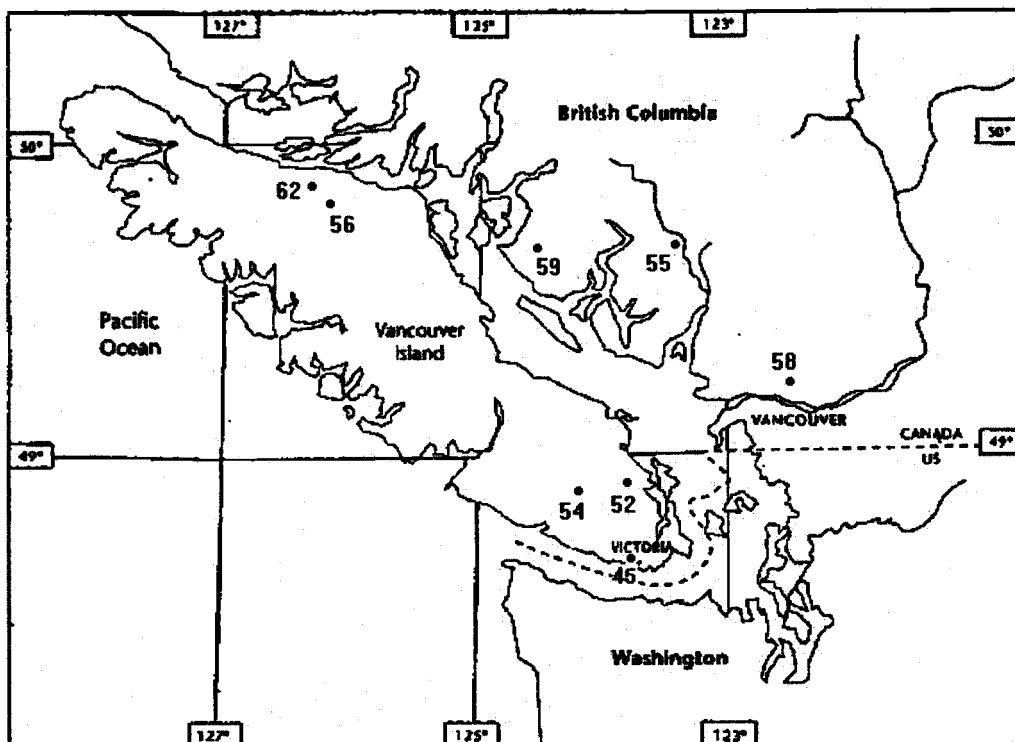 127°
125°
123°
British Columbia
50°
50°
62
56
59
55
Pacific
Ocean
Vancouver
Island
58
VANCOUVER
CANADA
49°
49°
US
54
52
VICTORIA
45
Washington
127°
125°
123°